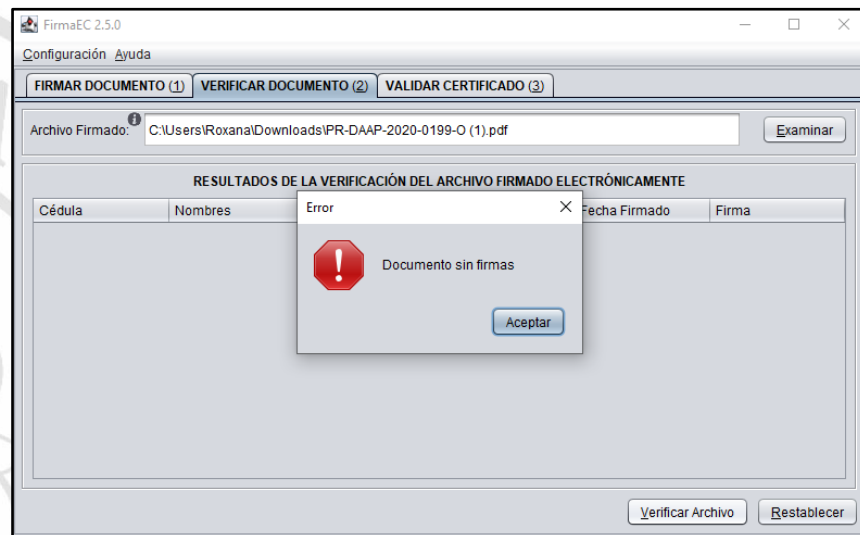 FirmaEC 2.5.0
Configuración Ayuda
FIRMAR DOCUMENTO (1) VERIFICAR DOCUMENTO (2) VALIDAR CERTIFICADO (3)
Archivo Firmado: C:\Users\Roxana\Downloads\PR-DAAP-2020-0199-O (1).pdf Examinar
RESULTADOS DE LA VERIFICACIÓN DEL ARCHIVO FIRMADO ELECTRÓNICAMENTE
Cédula Nombres Fecha Firmado Firma
Error
Documento sin firmas
Aceptar
Verificar Archivo Restablecer